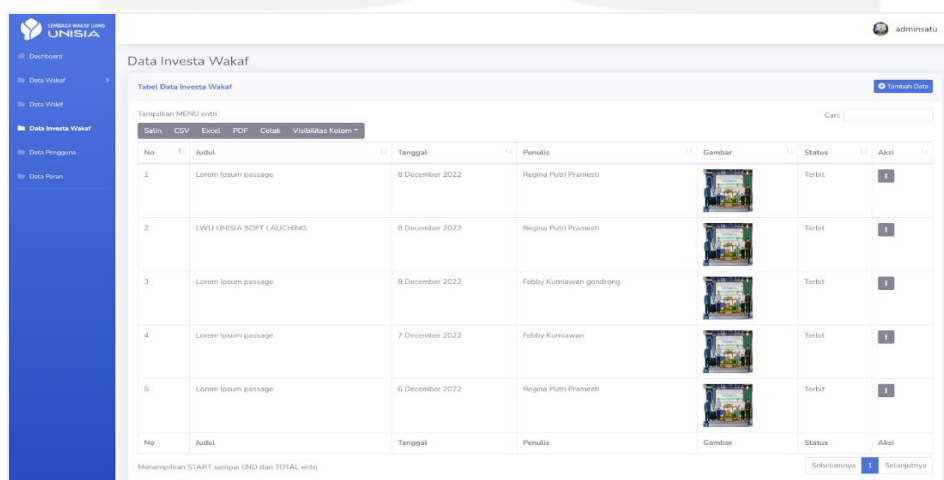 LEMBAGA WAKAF UANG
UNISIA
adminsatu
Dashboard
Data Wakaf
Data Wakif
Data Investa Wakaf
Data Pengguna
Data Peran
Data Investa Wakaf
Tabel Data Investa Wakaf
Tambah Data
Tampilkan MENU entri
Cari:
Salin CSV Excel PDF Cetak Visibilitas Kolom
No Judul Tanggal Penulis Gambar Status Aksi
1 Lorem Ipsum passage 8 December 2022 Regina Putri Pramesti Terbit
2 LWU UNISIA SOFT LAUCHING 8 December 2022 Regina Putri Pramesti Terbit
3 Lorem Ipsum passage 8 December 2022 Febby Kurniawan gondrong Terbit
4 Lorem Ipsum passage 7 December 2022 Febby Kurniawan Terbit
5 Lorem Ipsum passage 6 December 2022 Regina Putri Pramesti Terbit
No Judul Tanggal Penulis Gambar Status Aksi
Menampilkan START sampai END dari TOTAL entri
Sebelumnya 1 Selanjutnya